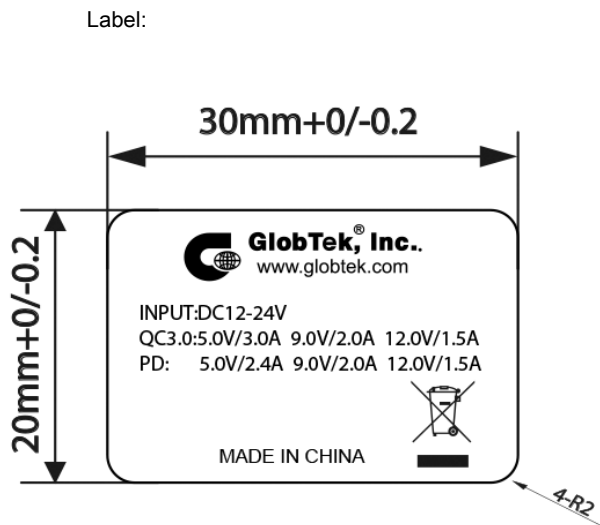 Label:
30mm+0/-0.2
20mm+0/-0.2
GlobTek,® Inc..
www.globtek.com
INPUT:DC12-24V
QC3.0:5.0V/3.0A 9.0V/2.0A 12.0V/1.5A
PD: 5.0V/2.4A 9.0V/2.0A 12.0V/1.5A
MADE IN CHINA
4-R2